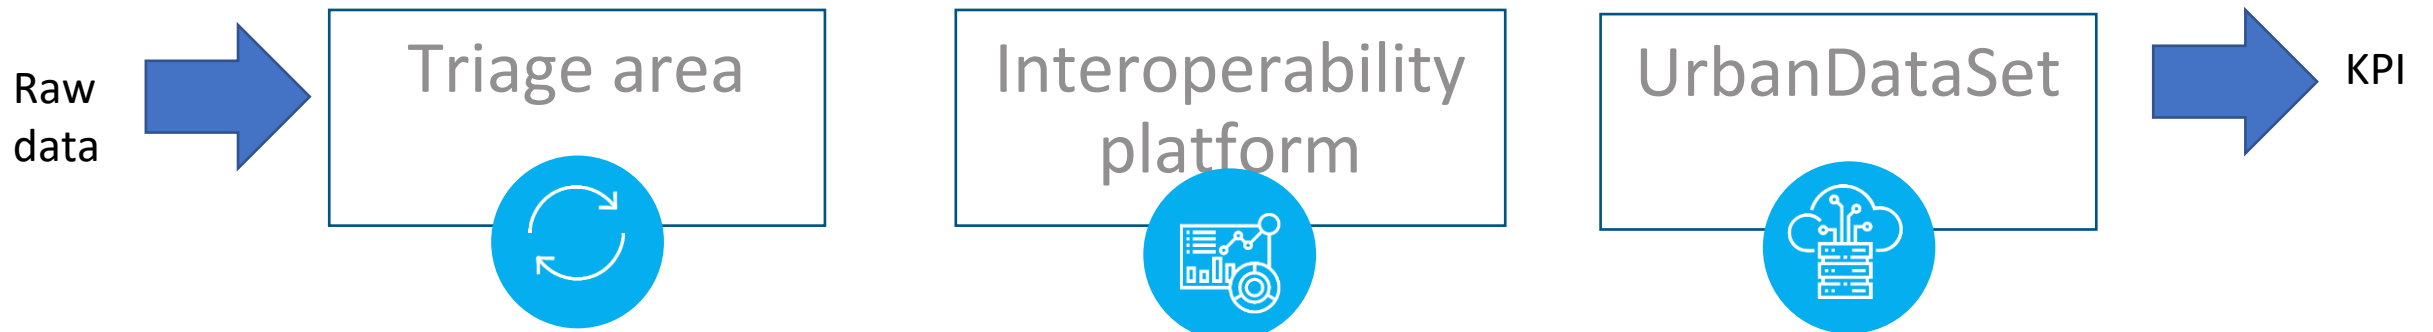 Raw
data
Triage area
Interoperability
platform
UrbanDataSet
KPI